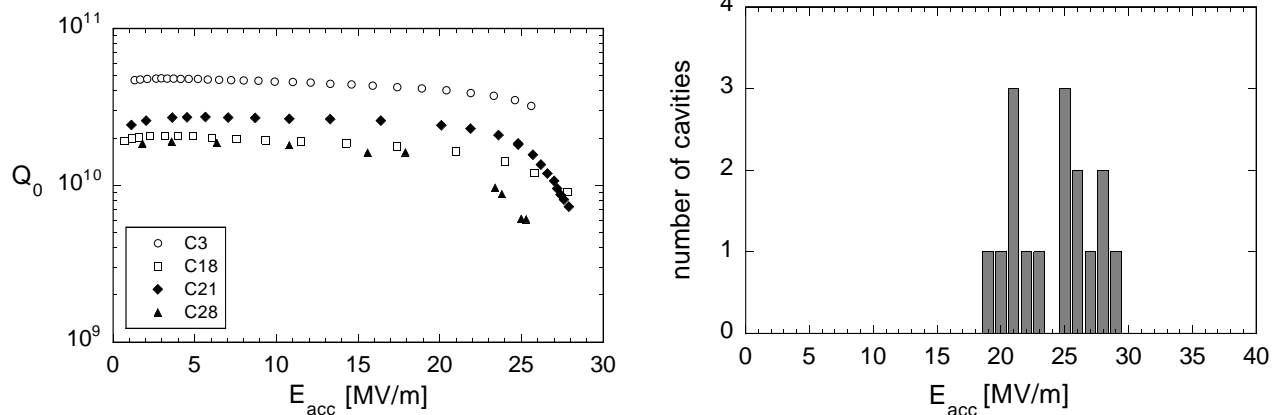 10^11
10^10
10^9
Q_0
C3
C18
C21
C28
0 5 10 15 20 25 30
E_acc [MV/m]
4
3
2
1
0
number of cavities
0 5 10 15 20 25 30 35 40
E_acc [MV/m]